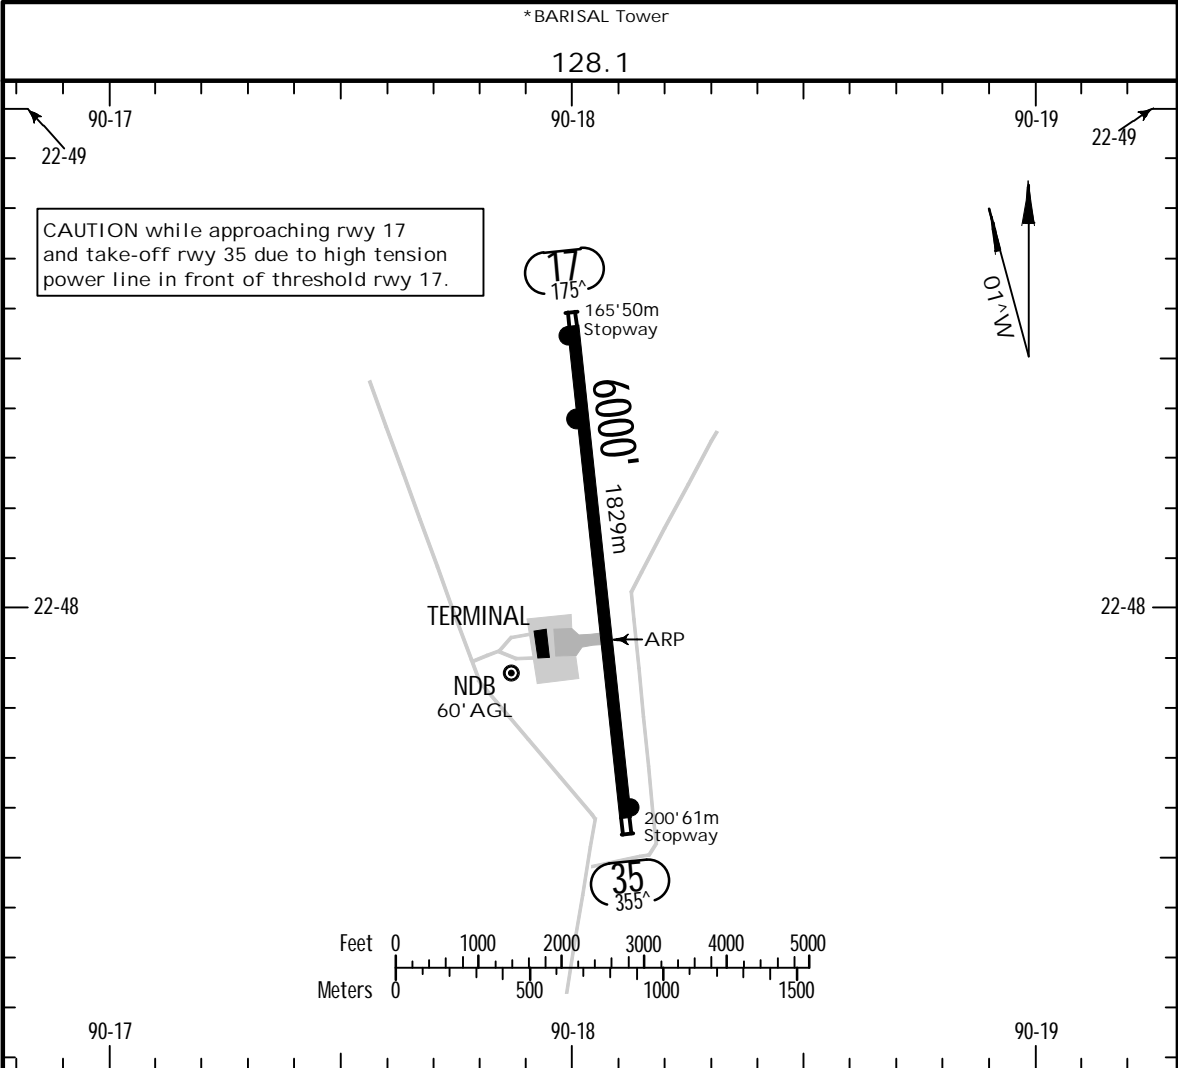 *BARISAL Tower
128.1
90-17 90-18 90-19
22-49 22-49
CAUTION while approaching rwy 17
and take-off rwy 35 due to high tension
power line in front of threshold rwy 17.
17
175^
165'50m
Stopway
01^W
6000'
1829m
22-48 22-48
TERMINAL
ARP
NDB
60' AGL
200'61m
Stopway
35
355^
Feet 0 1000 2000 3000 4000 5000
Meters 0 500 1000 1500
90-17 90-18 90-19